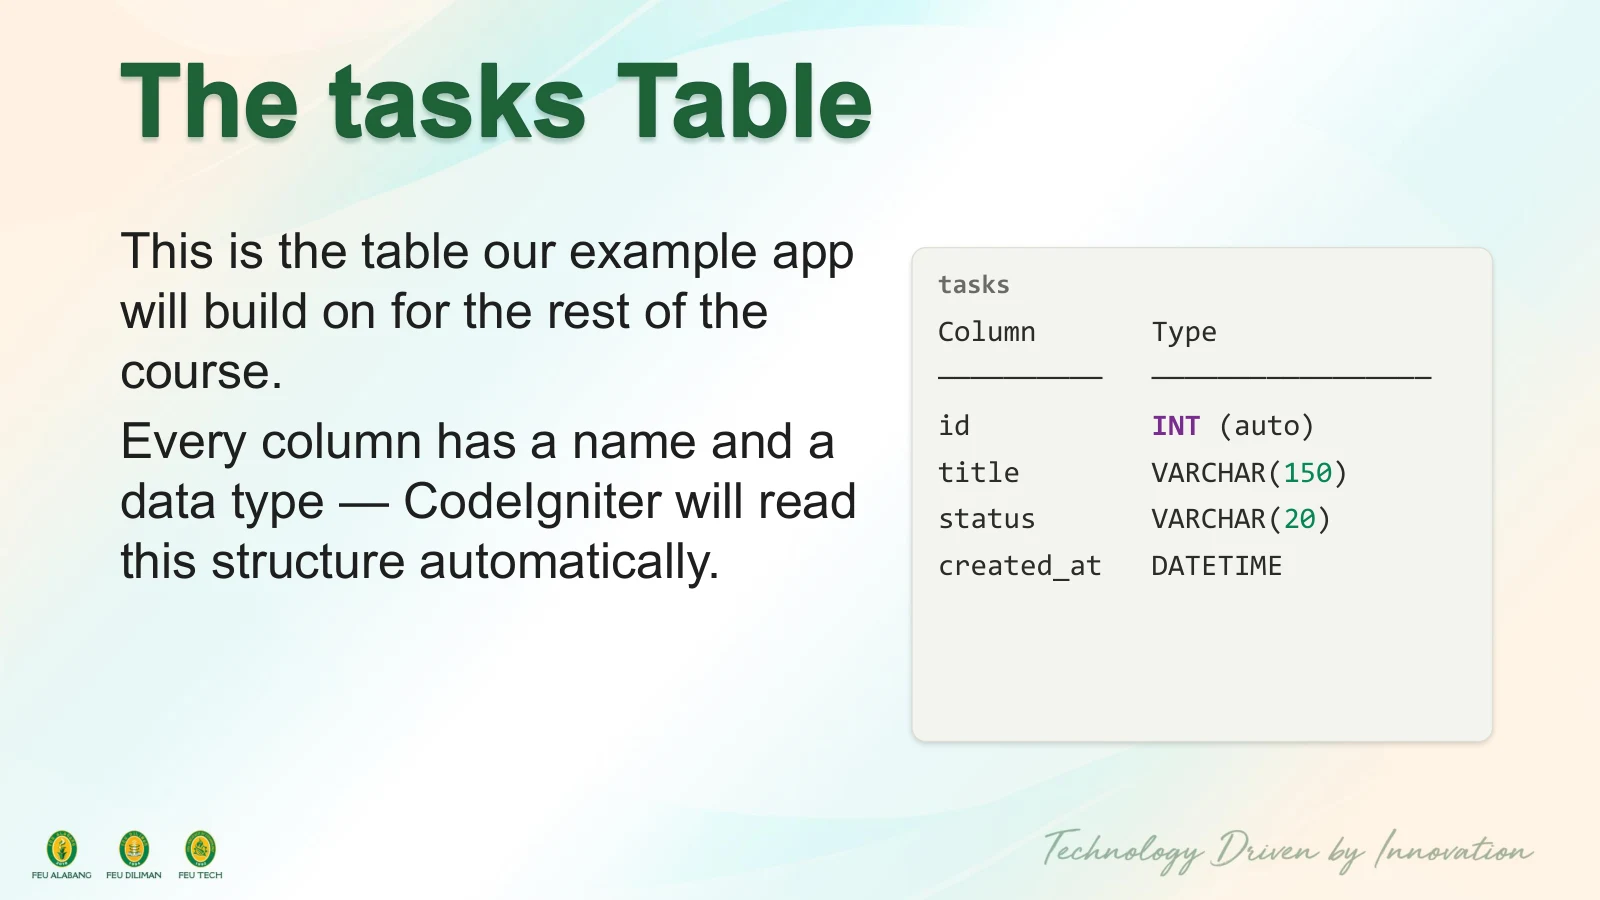 The tasks Table
This is the table our example app
will build on for the rest of the
course.
Every column has a name and a
data type — CodeIgniter will read
this structure automatically.
tasks
Column Type
—————————— —————————————————
id INT (auto)
title VARCHAR(150)
status VARCHAR(20)
created_at DATETIME
FEU ALABANG FEU DILIMAN FEU TECH
Technology Driven by Innovation